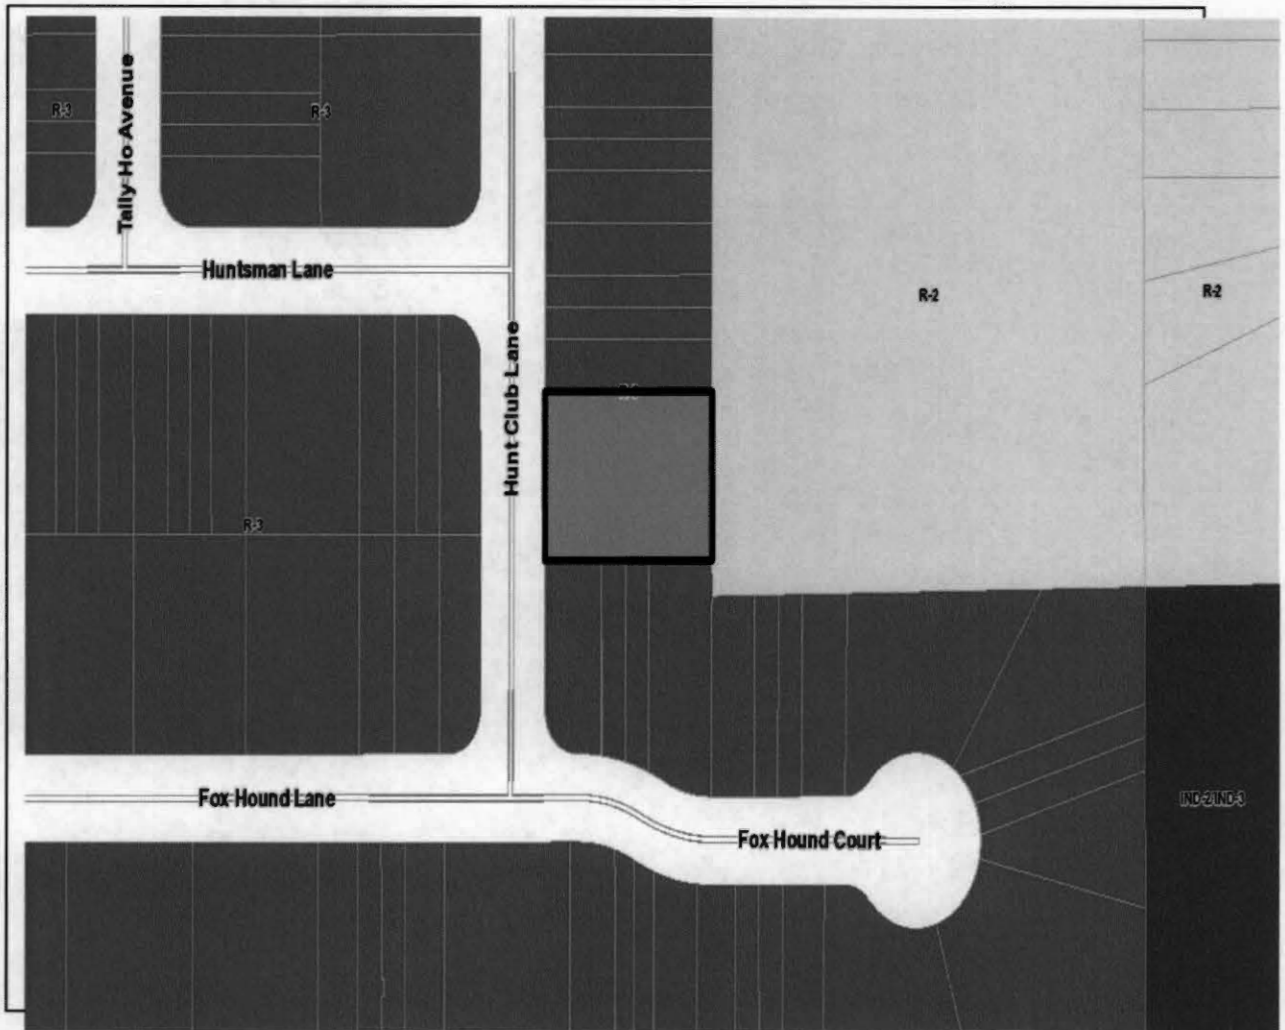 R-3
Tally Ho Avenue
R-3
Huntsman Lane
R-2
R-2
Hunt Club Lane
R-3
Fox Hound Lane
IND-2/IND-3
Fox Hound Court